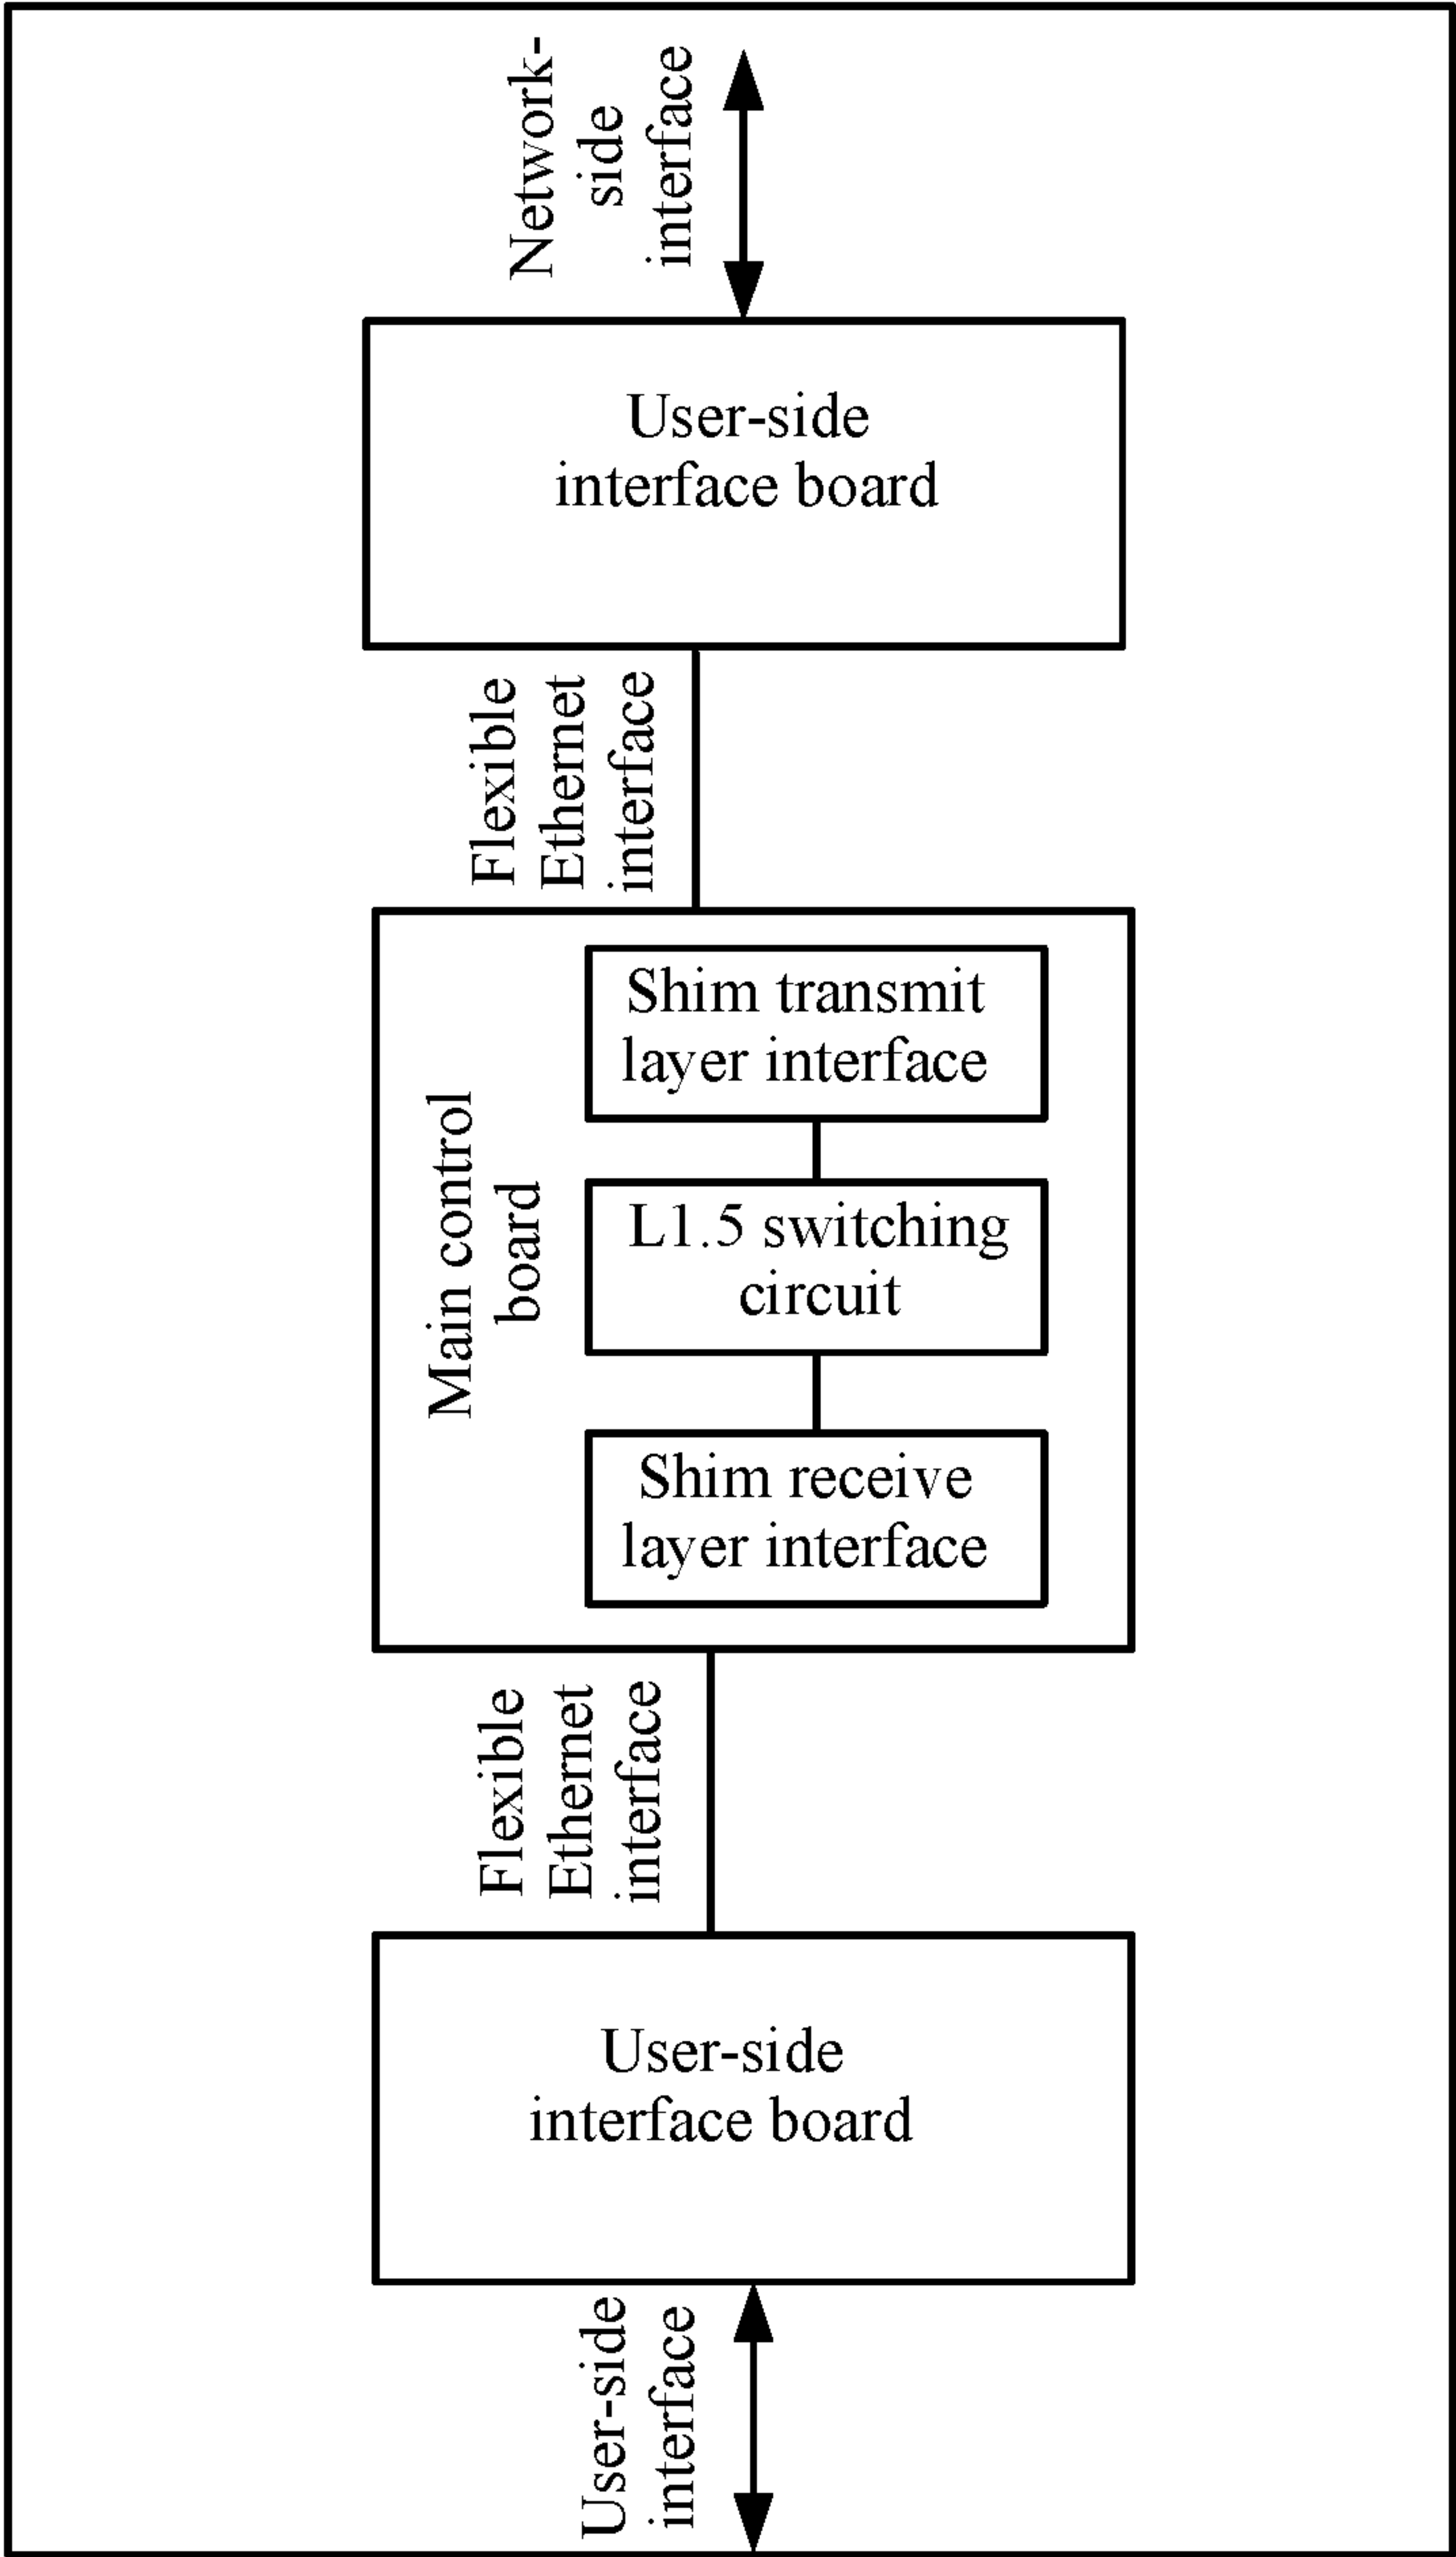 Network-
side
interface
User-side
interface board
Flexible
Ethernet
interface
Main control
board
Shim transmit
layer interface
L1.5 switching
circuit
Shim receive
layer interface
Flexible
Ethernet
interface
User-side
interface board
User-side
interface